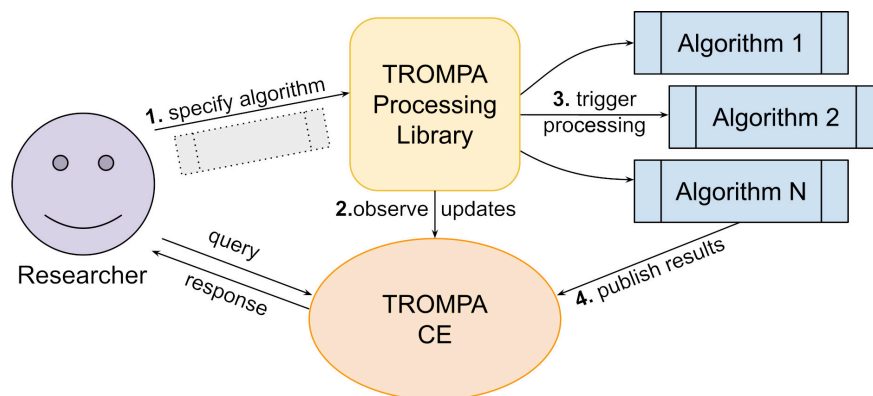 TROMPA
Processing
Library
Algorithm 1
Algorithm 2
Algorithm N
1. specify algorithm
3. trigger
processing
2.observe updates
Researcher
query
response
4. publish results
TROMPA
CE